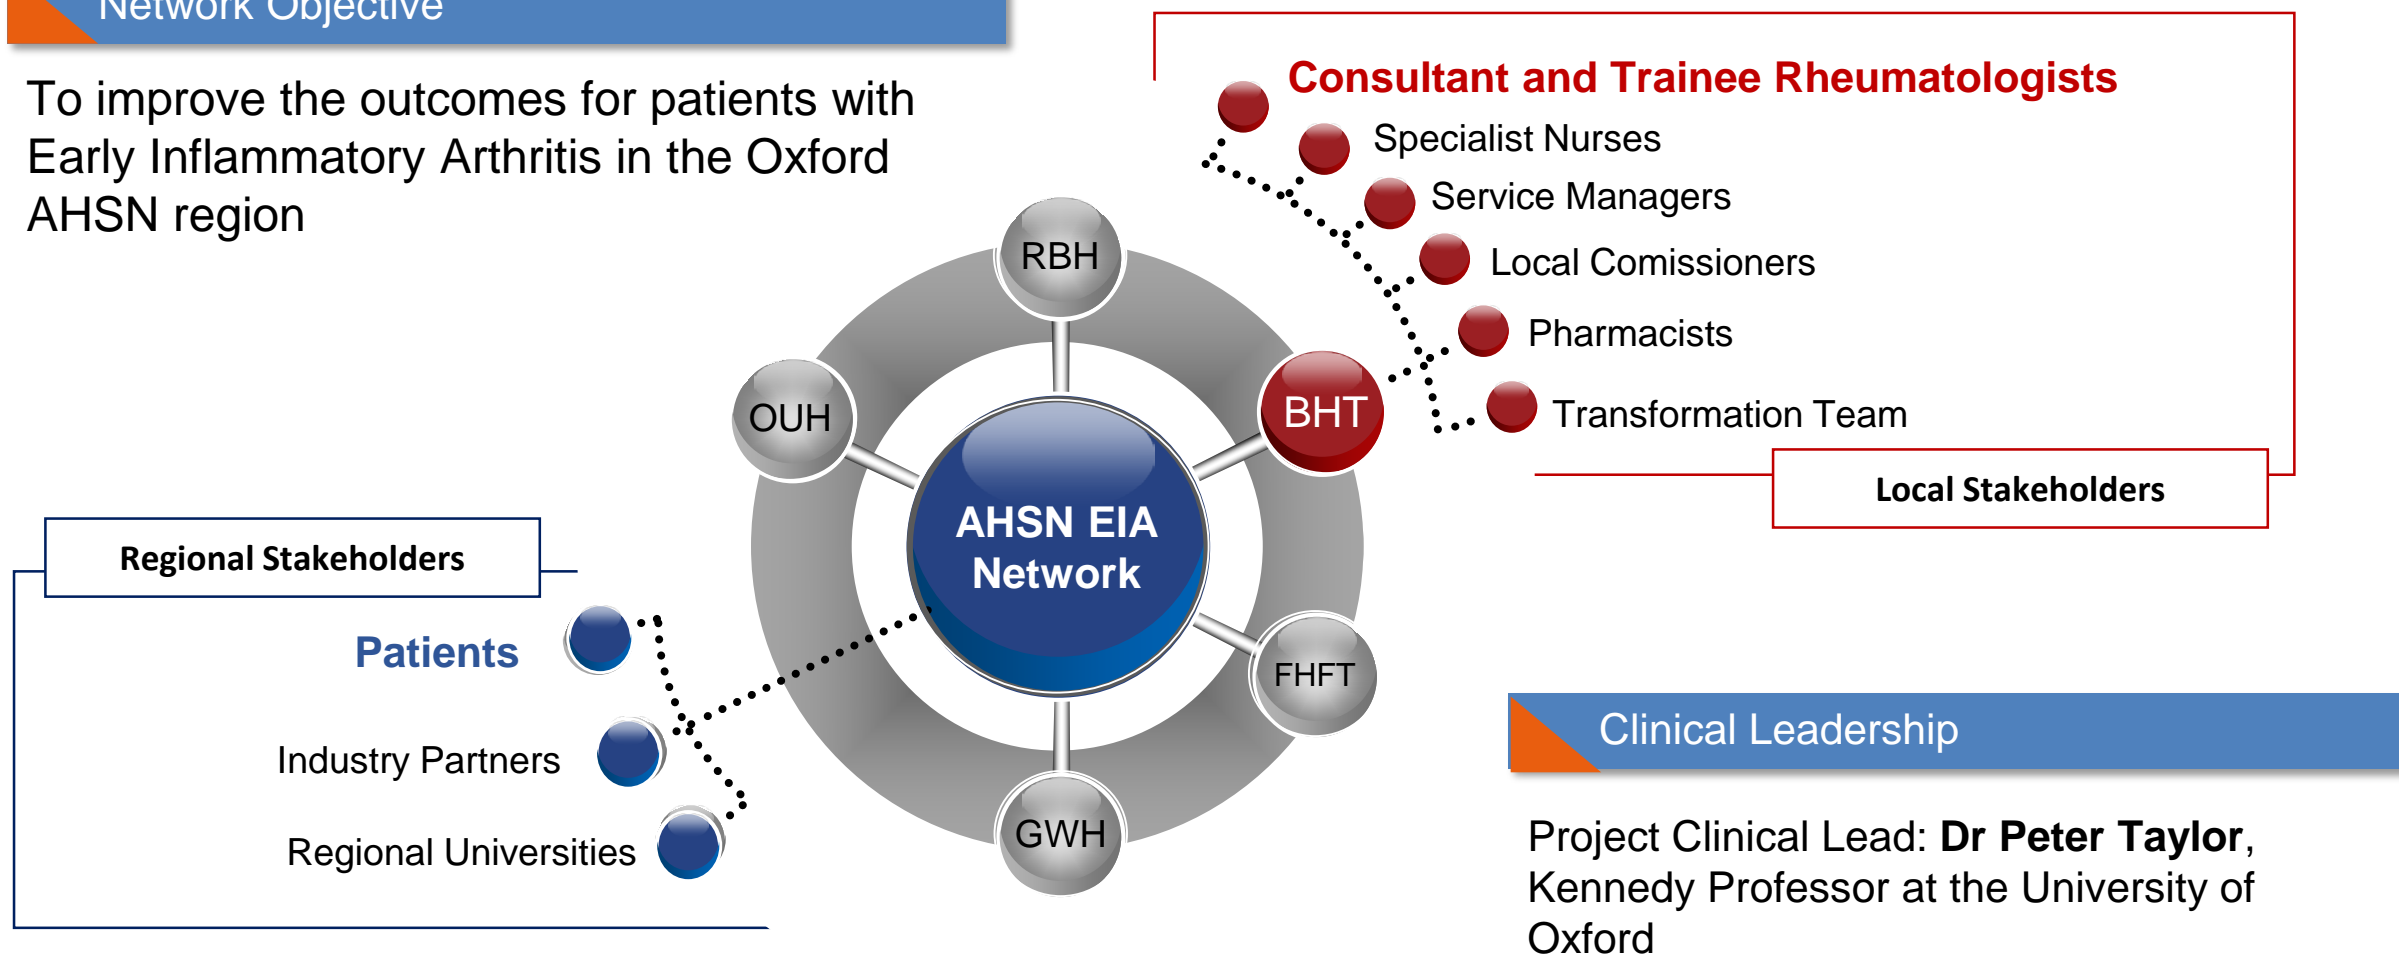 Network Objective
To improve the outcomes for patients with
Early Inflammatory Arthritis in the Oxford
AHSN region
Consultant and Trainee Rheumatologists
Specialist Nurses
Service Managers
Local Comissioners
Pharmacists
Transformation Team
Local Stakeholders
RBH
OUH
BHT
AHSN EIA
Network
FHFT
GWH
Regional Stakeholders
Patients
Industry Partners
Regional Universities
Clinical Leadership
Project Clinical Lead: Dr Peter Taylor,
Kennedy Professor at the University of
Oxford